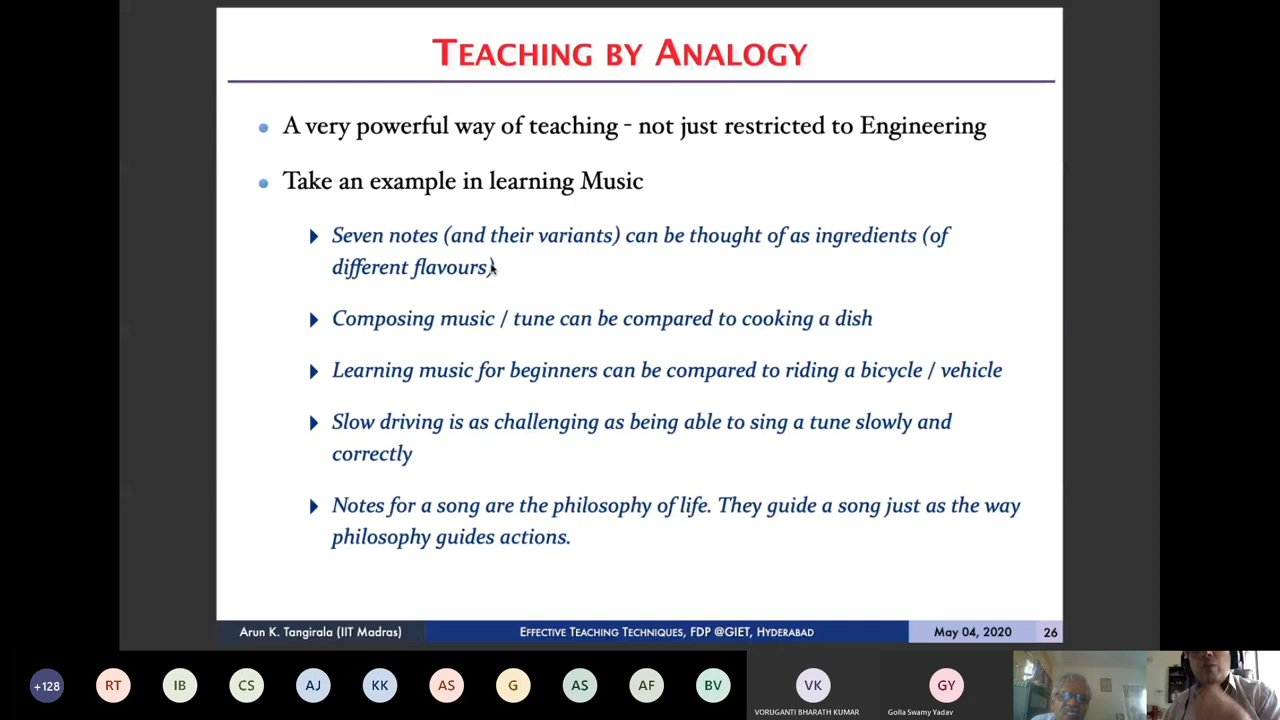 TEACHING BY ANALOGY
A very powerful way of teaching - not just restricted to Engineering
Take an example in learning Music
Seven notes (and their variants) can be thought of as ingredients (of
different flavours)
Composing music / tune can be compared to cooking a dish
Learning music for beginners can be compared to riding a bicycle / vehicle
Slow driving is as challenging as being able to sing a tune slowly and
correctly
Notes for a song are the philosophy of life. They guide a song just as the way
philosophy guides actions.
Arun K. Tangirala (IIT Madras) EFFECTIVE TEACHING TECHNIQUES, FDP @GIET, HYDERABAD May 04, 2020 26
+128 RT IB CS AJ KK AS G AS AF BV VK GY
VORUGANTI BHARATH KUMAR Golla Swamy Yadav